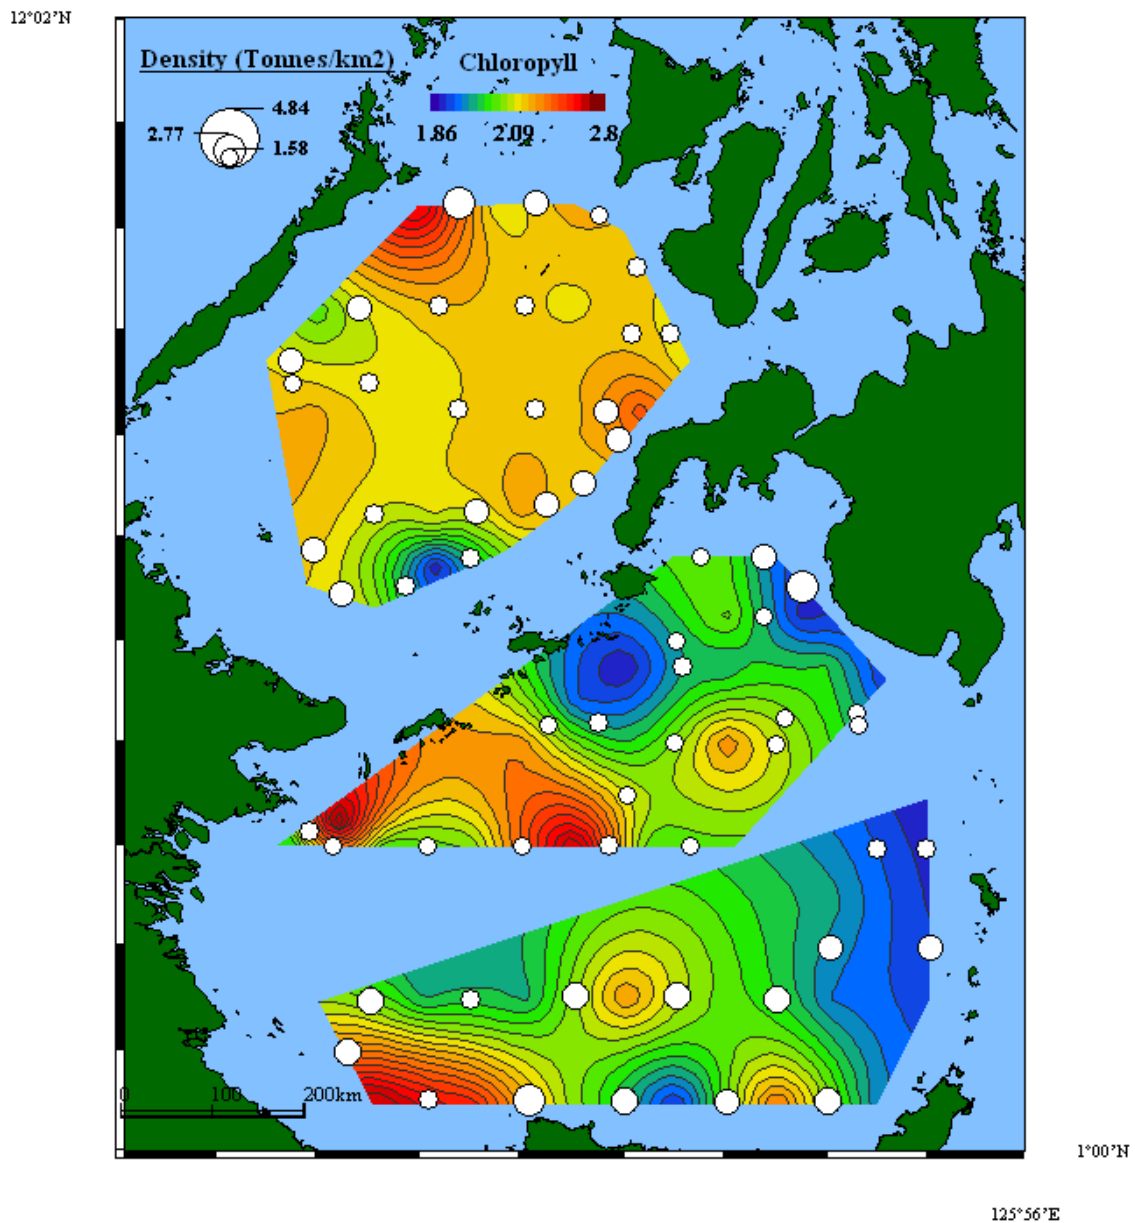 12°02'N
Density (Tonnes/km2)
Chloropyll
4.84
2.77
1.58
1.86 2.09 2.8
0 100 200km
1°00'N
125°56'E